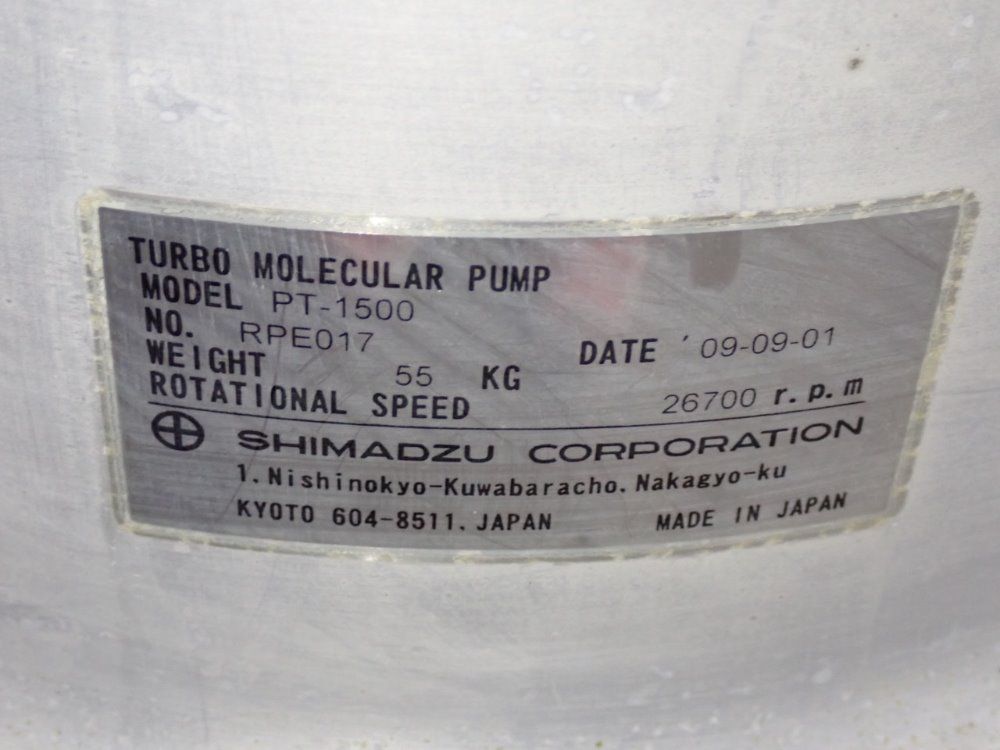 TURBO MOLECULAR PUMP
MODEL PT-1500
NO. RPE017 DATE '09-09-01
WEIGHT 55 KG
ROTATIONAL SPEED 26700 r.p.m
SHIMADZU CORPORATION
1. Nishinokyo-Kuwabaracho. Nakagyo-ku
KYOTO 604-8511. JAPAN MADE IN JAPAN